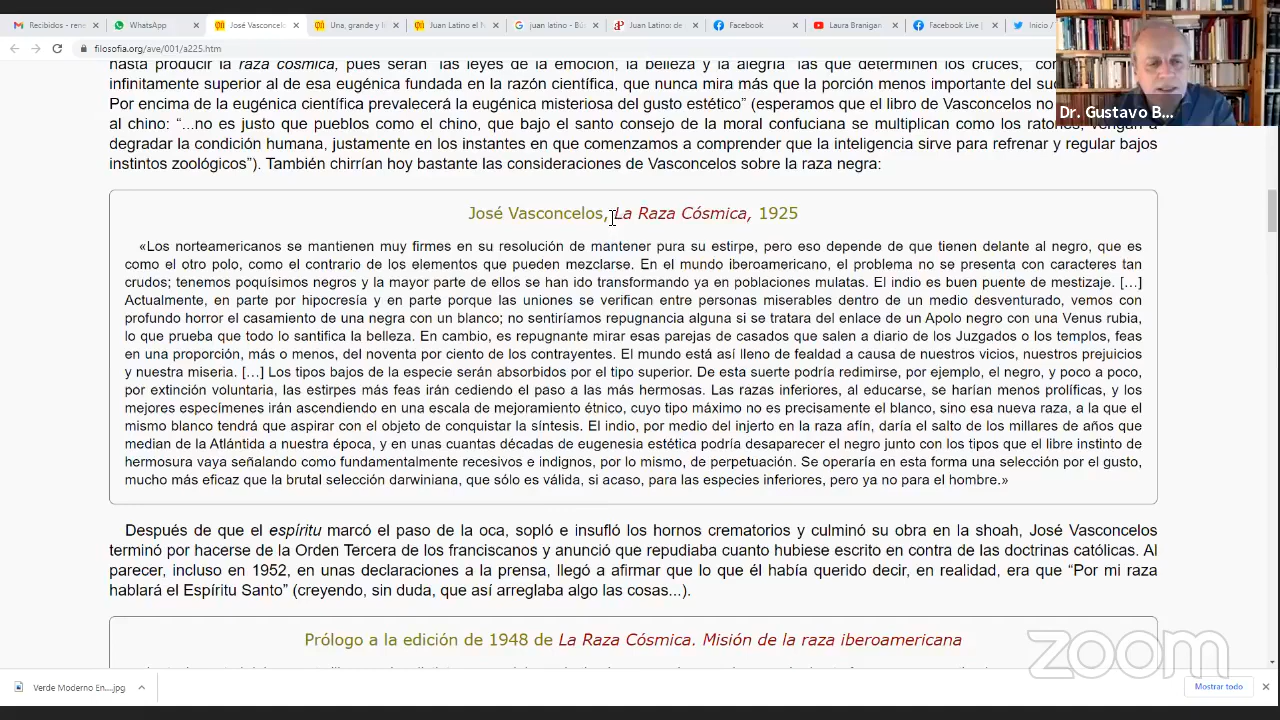 Recibidos - ren
WhatsApp
José Vasconcelo
Una, grande y l
Juan Latino el N
juan latino - Bús
Juan Latino: de
Facebook
Laura Branigan
Facebook Live |
Inicio /
filosofia.org/ave/001/a225.htm
Dr. Gustavo B...
hasta producir la raza cósmica, pues serán "las leyes de la emoción, la belleza y la alegría" las que determinen los cruces,
infinitamente superior al de esa eugénica fundada en la razón científica, que nunca mira más que la porción menos importante del
Por encima de la eugénica científica prevalecerá la eugénica misteriosa del gusto estético” (esperamos que el libro de Vasconcelos no
al chino: “...no es justo que pueblos como el chino, que bajo el santo consejo de la moral confuciana se multiplican como los ratones, vengan a
degradar la condición humana, justamente en los instantes en que comenzamos a comprender que la inteligencia sirve para refrenar y regular bajos
instintos zoológicos”). También chirrían hoy bastante las consideraciones de Vasconcelos sobre la raza negra:
José Vasconcelos, La Raza Cósmica, 1925
«Los norteamericanos se mantienen muy firmes en su resolución de mantener pura su estirpe, pero eso depende de que tienen delante al negro, que es
como el otro polo, como el contrario de los elementos que pueden mezclarse. En el mundo iberoamericano, el problema no se presenta con caracteres tan
crudos; tenemos poquísimos negros y la mayor parte de ellos se han ido transformando ya en poblaciones mulatas. El indio es buen puente de mestizaje. […]
Actualmente, en parte por hipocresía y en parte porque las uniones se verifican entre personas miserables dentro de un medio desventurado, vemos con
profundo horror el casamiento de una negra con un blanco; no sentiríamos repugnancia alguna si se tratara del enlace de un Apolo negro con una Venus rubia,
lo que prueba que todo lo santifica la belleza. En cambio, es repugnante mirar esas parejas de casados que salen a diario de los Juzgados o los templos, feas
en una proporción, más o menos, del noventa por ciento de los contrayentes. El mundo está así lleno de fealdad a causa de nuestros vicios, nuestros prejuicios
y nuestra miseria. […] Los tipos bajos de la especie serán absorbidos por el tipo superior. De esta suerte podría redimirse, por ejemplo, el negro, y poco a poco,
por extinción voluntaria, las estirpes más feas irán cediendo el paso a las más hermosas. Las razas inferiores, al educarse, se harían menos prolíficas, y los
mejores especímenes irán ascendiendo en una escala de mejoramiento étnico, cuyo tipo máximo no es precisamente el blanco, sino esa nueva raza, a la que el
mismo blanco tendrá que aspirar con el objeto de conquistar la síntesis. El indio, por medio del injerto en la raza afín, daría el salto de los millares de años que
median de la Atlántida a nuestra época, y en unas cuantas décadas de eugenesia estética podría desaparecer el negro junto con los tipos que el libre instinto de
hermosura vaya señalando como fundamentalmente recesivos e indignos, por lo mismo, de perpetuación. Se operaría en esta forma una selección por el gusto,
mucho más eficaz que la brutal selección darwiniana, que sólo es válida, si acaso, para las especies inferiores, pero ya no para el hombre.»
Después de que el espíritu marcó el paso de la oca, sopló e insufló los hornos crematorios y culminó su obra en la shoah, José Vasconcelos
terminó por hacerse de la Orden Tercera de los franciscanos y anunció que repudiaba cuanto hubiese escrito en contra de las doctrinas católicas. Al
parecer, incluso en 1952, en unas declaraciones a la prensa, llegó a afirmar que lo que él había querido decir, en realidad, era que “Por mi raza
hablará el Espíritu Santo” (creyendo, sin duda, que así arreglaba algo las cosas...).
Prólogo a la edición de 1948 de La Raza Cósmica. Misión de la raza iberoamericana
zoom
Verde Moderno En....jpg
Mostrar todo